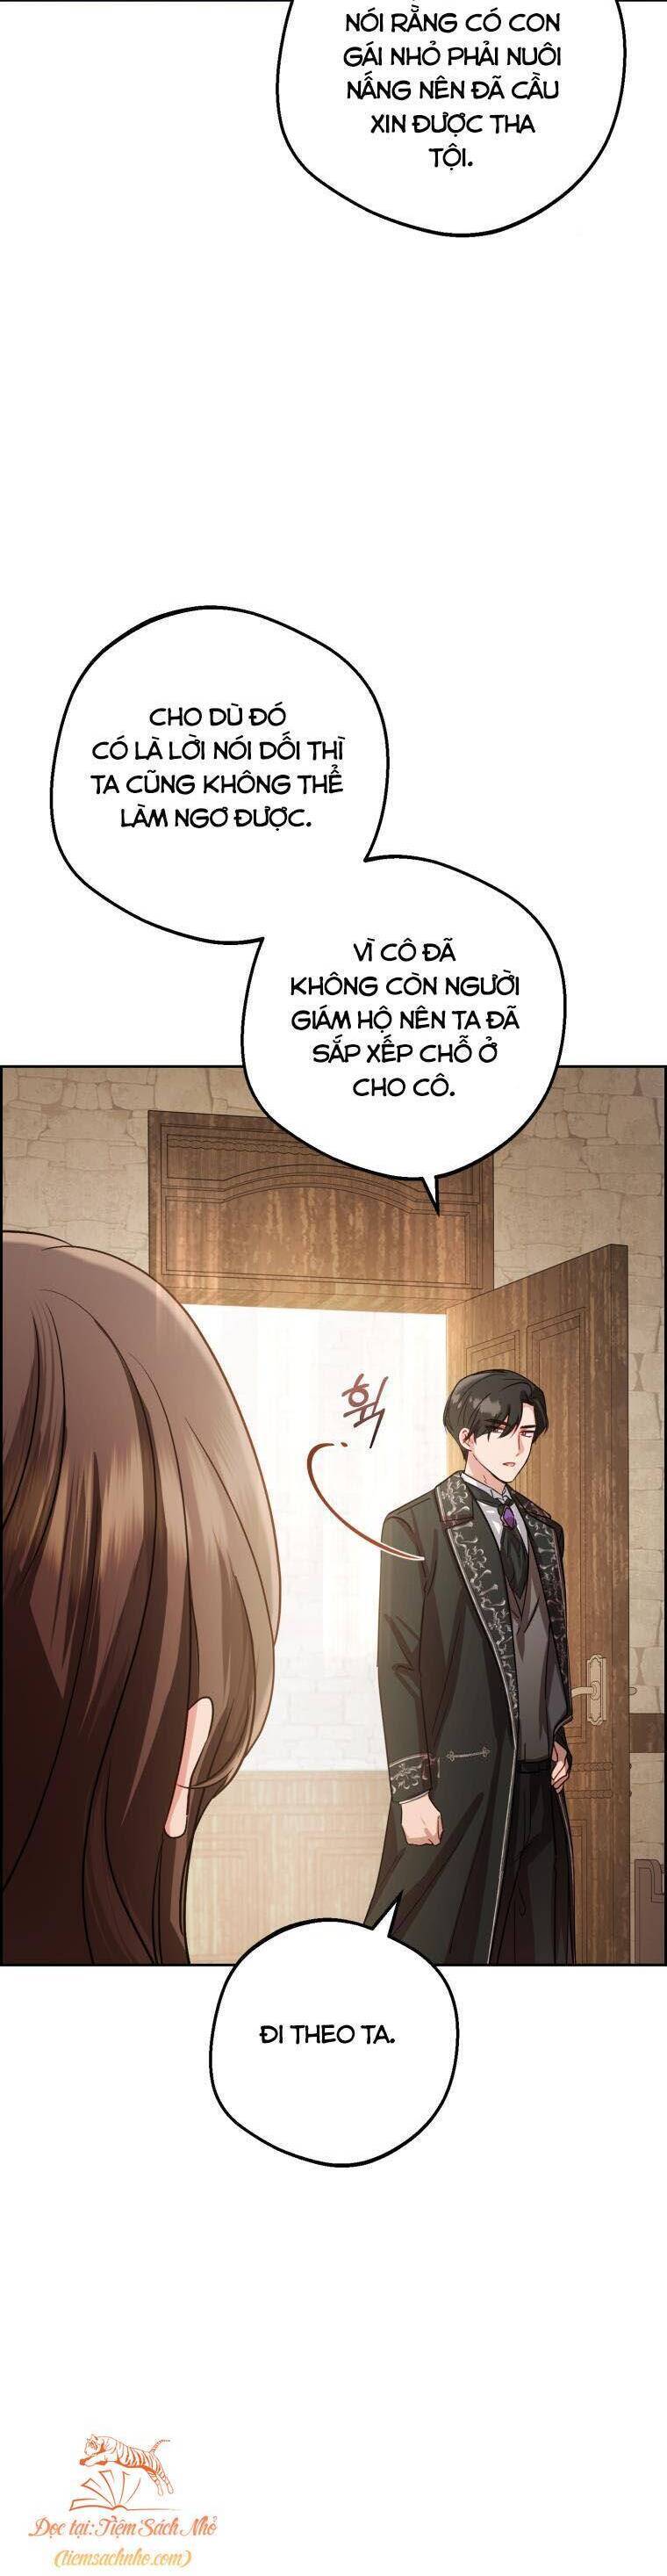 NÓI RẰNG CÓ CON
GÁI NHỎ PHẢI NUÔI
NẤNG NÊN ĐÃ CẦU
XIN ĐƯỢC THA
TỘI.
CHO DÙ ĐÓ
CÓ LÀ LỜI NÓI DỐI THÌ
TA CŨNG KHÔNG THỂ
LÀM NGƠ ĐƯỢC.
VÌ CÔ ĐÃ
KHÔNG CÒN NGƯỜI
GIÁM HỘ NÊN TA ĐÃ
SẮP XẾP CHỖ Ở
CHO CÔ.
휙
ĐI THEO TA.
Đọc tại: Tiệm Sách Nhỏ
(tiemsachnho.com)